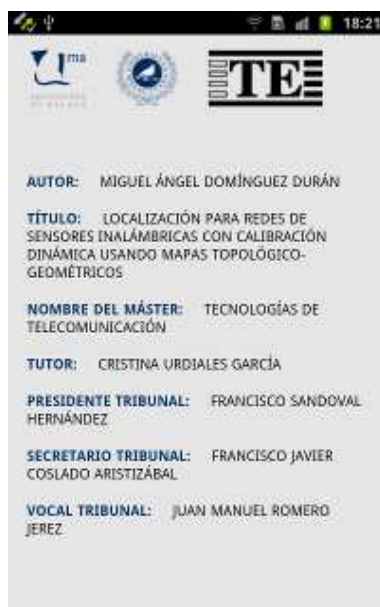 18:21
uma
TE
AUTOR: MIGUEL ÁNGEL DOMÍNGUEZ DURÁN
TÍTULO: LOCALIZACIÓN PARA REDES DE
SENSORES INALÁMBRICAS CON CALIBRACIÓN
DINÁMICA USANDO MAPAS TOPOLÓGICO-
GEOMÉTRICOS
NOMBRE DEL MÁSTER: TECNOLOGÍAS DE
TELECOMUNICACIÓN
TUTOR: CRISTINA URDIALES GARCÍA
PRESIDENTE TRIBUNAL: FRANCISCO SANDOVAL
HERNÁNDEZ
SECRETARIO TRIBUNAL: FRANCISCO JAVIER
COSLADO ARISTIZÁBAL
VOCAL TRIBUNAL: JUAN MANUEL ROMERO
JEREZ